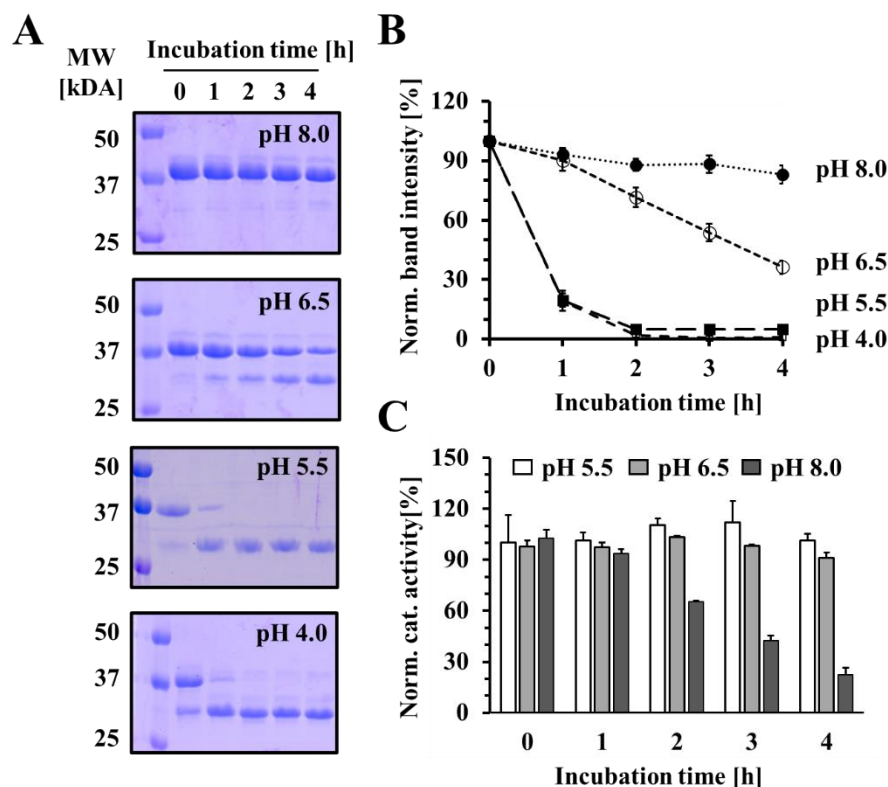 A
MW
[kDA]
Incubation time [h]
0 1 2 3 4
pH 8.0
50
37
25
pH 6.5
50
37
25
pH 5.5
50
37
25
pH 4.0
50
37
25
B
Norm. band intensity [%]
120
90
60
30
0
0 1 2 3 4
Incubation time [h]
pH 8.0
pH 6.5
pH 5.5
pH 4.0
C
Norm. cat. activity[%]
pH 5.5 pH 6.5 pH 8.0
150
120
90
60
30
0
0 1 2 3 4
Incubation time [h]